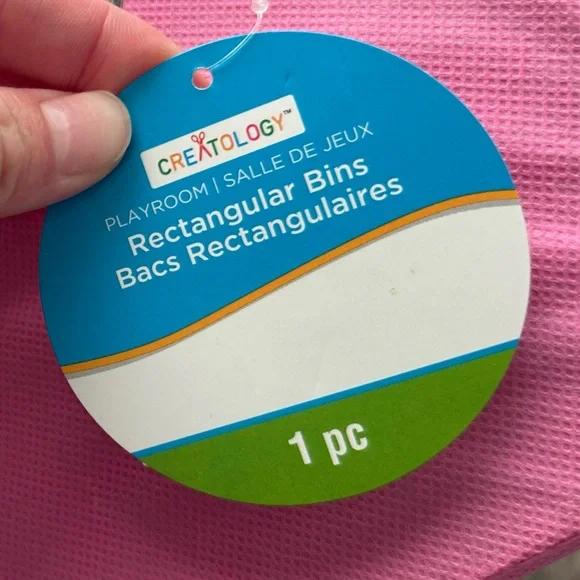 CREATOLOGY™
PLAYROOM | SALLE DE JEUX
Rectangular Bins
Bacs Rectangulaires
1 pc